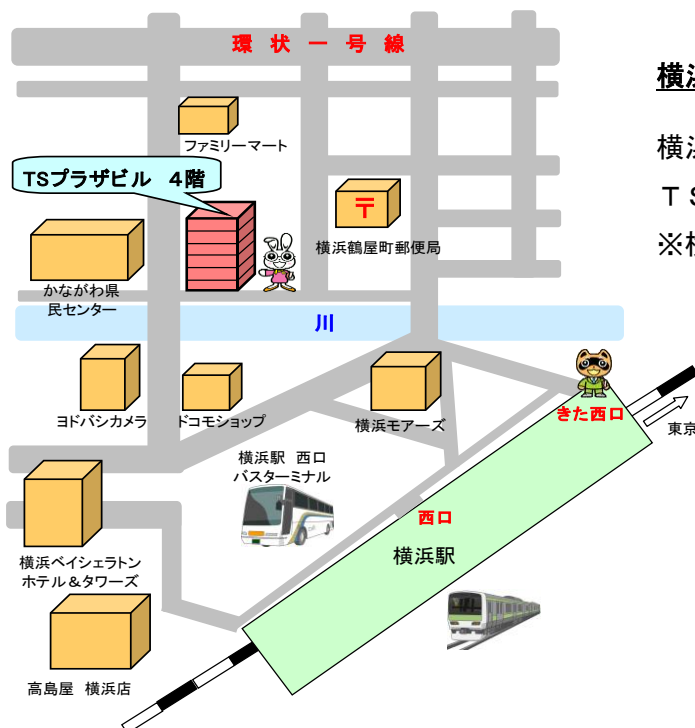 環 状 一 号 線
横浜
ファミリーマート
横浜
TSプラザビル 4階
TS
〒
横浜鶴屋町郵便局
かながわ県
民センター
川
ヨドバシカメラ
ドコモショップ
横浜モアーズ
きた西口
東京
横浜駅 西口
バスターミナル
西口
横浜駅
横浜ベイシェラトン
ホテル&タワーズ
高島屋 横浜店